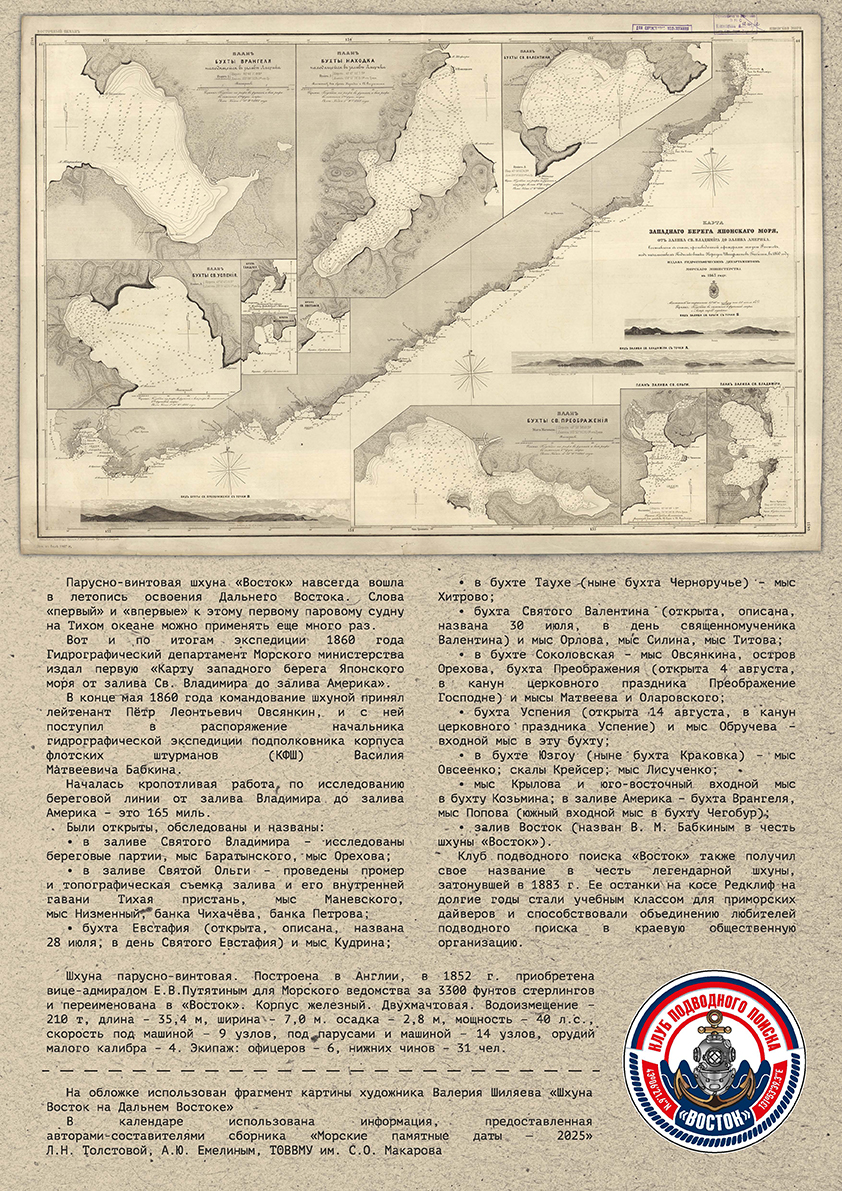 ПЛАНЪ
БУХТЫ ВРАНГЕЛЯ
ПЛАНЪ
БУХТЫ НАХОДКА
ПЛАНЪ
БУХТЫ СВ. ВАЛЕНТИНА
КАРТА
ЗАПАДНАГО БЕРЕГА ЯПОНСКАГО МОРЯ,
ОТЪ ЗАЛИВА СВ. ВЛАДИМІРА ДО ЗАЛИВА АМЕРИКА.
ПЛАНЪ
БУХТЫ СВ. УСПЕНІЯ
ПЛАНЪ
БУХТЫ СВ. ПРЕОБРАЖЕНІЯ
ПЛАНЪ ЗАЛИВА СВ. ОЛЬГИ.
ПЛАНЪ ЗАЛИВА СВ. ВЛАДИМІРА
Парусно-винтовая шхуна «Восток» навсегда вошла
в летопись освоения Дальнего Востока. Слова
«первый» и «впервые» к этому первому паровому судну
на Тихом океане можно применять еще много раз.
Вот и по итогам экспедиции 1860 года
Гидрографический департамент Морского министерства
издал первую «Карту западного берега Японского
моря от залива Св. Владимира до залива Америка».
В конце мая 1860 года командование шхуной принял
лейтенант Пётр Леонтьевич Овсянкин, и с ней
поступил в распоряжение начальника
гидрографической экспедиции подполковника корпуса
флотских штурманов (КФШ) Василия
Матвеевича Бабкина.
Началась кропотливая работа по исследованию
береговой линии от залива Владимира до залива
Америка – это 165 миль.
Были открыты, обследованы и названы:
• в заливе Святого Владимира – исследованы
береговые партии, мыс Баратынского, мыс Орехова;
• в заливе Святой Ольги – проведены промер
и топографическая съемка залива и его внутренней
гавани Тихая пристань, мыс Маневского,
мыс Низменный, банка Чихачёва, банка Петрова;
• бухта Евстафия (открыта, описана, названа
28 июля, в день Святого Евстафия) и мыс Кудрина;
• в бухте Таухе (ныне бухта Черноручье) – мыс
Хитрово;
• бухта Святого Валентина (открыта, описана,
названа 30 июля, в день священномученика
Валентина) и мыс Орлова, мыс Силина, мыс Титова;
• в бухте Соколовская – мыс Овсянкина, остров
Орехова, бухта Преображения (открыта 4 августа,
в канун церковного праздника Преображение
Господне) и мысы Матвеева и Оларовского;
• бухта Успения (открыта 14 августа, в канун
церковного праздника Успение) и мыс Обручева –
входной мыс в эту бухту;
• в бухте Юзгоу (ныне бухта Краковка) – мыс
Овсеенко; скалы Крейсер; мыс Лисученко;
• мыс Крылова и юго-восточный входной мыс
в бухту Козьмина; в заливе Америка – бухта Врангеля,
мыс Попова (южный входной мыс в бухту Чегобур);
• залив Восток (назван В. М. Бабкиным в честь
шхуны «Восток»).
Клуб подводного поиска «Восток» также получил
свое название в честь легендарной шхуны,
затонувшей в 1883 г. Ее останки на косе Редклиф на
долгие годы стали учебным классом для приморских
дайверов и способствовали объединению любителей
подводного поиска в краевую общественную
организацию.
Шхуна парусно-винтовая. Построена в Англии, в 1852 г. приобретена
вице-адмиралом Е.В.Путятиным для Морского ведомства за 3300 фунтов стерлингов
и переименована в «Восток». Корпус железный. Двухмачтовая. Водоизмещение –
210 т, длина – 35,4 м, ширина – 7,0 м. осадка – 2,8 м, мощность – 40 л.с.,
скорость под машиной – 9 узлов, под парусами и машиной – 14 узлов, орудий
малого калибра – 4. Экипаж: офицеров – 6, нижних чинов – 31 чел.
КЛУБ ПОДВОДНОГО ПОИСКА
«ВОСТОК»
На обложке использован фрагмент картины художника Валерия Шиляева «Шхуна
Восток на Дальнем Востоке»
В календаре использована информация, предоставленная
авторами-составителями сборника «Морские памятные даты – 2025»
Л.Н. Толстовой, А.Ю. Емелиным, ТОВВМУ им. С.О. Макарова